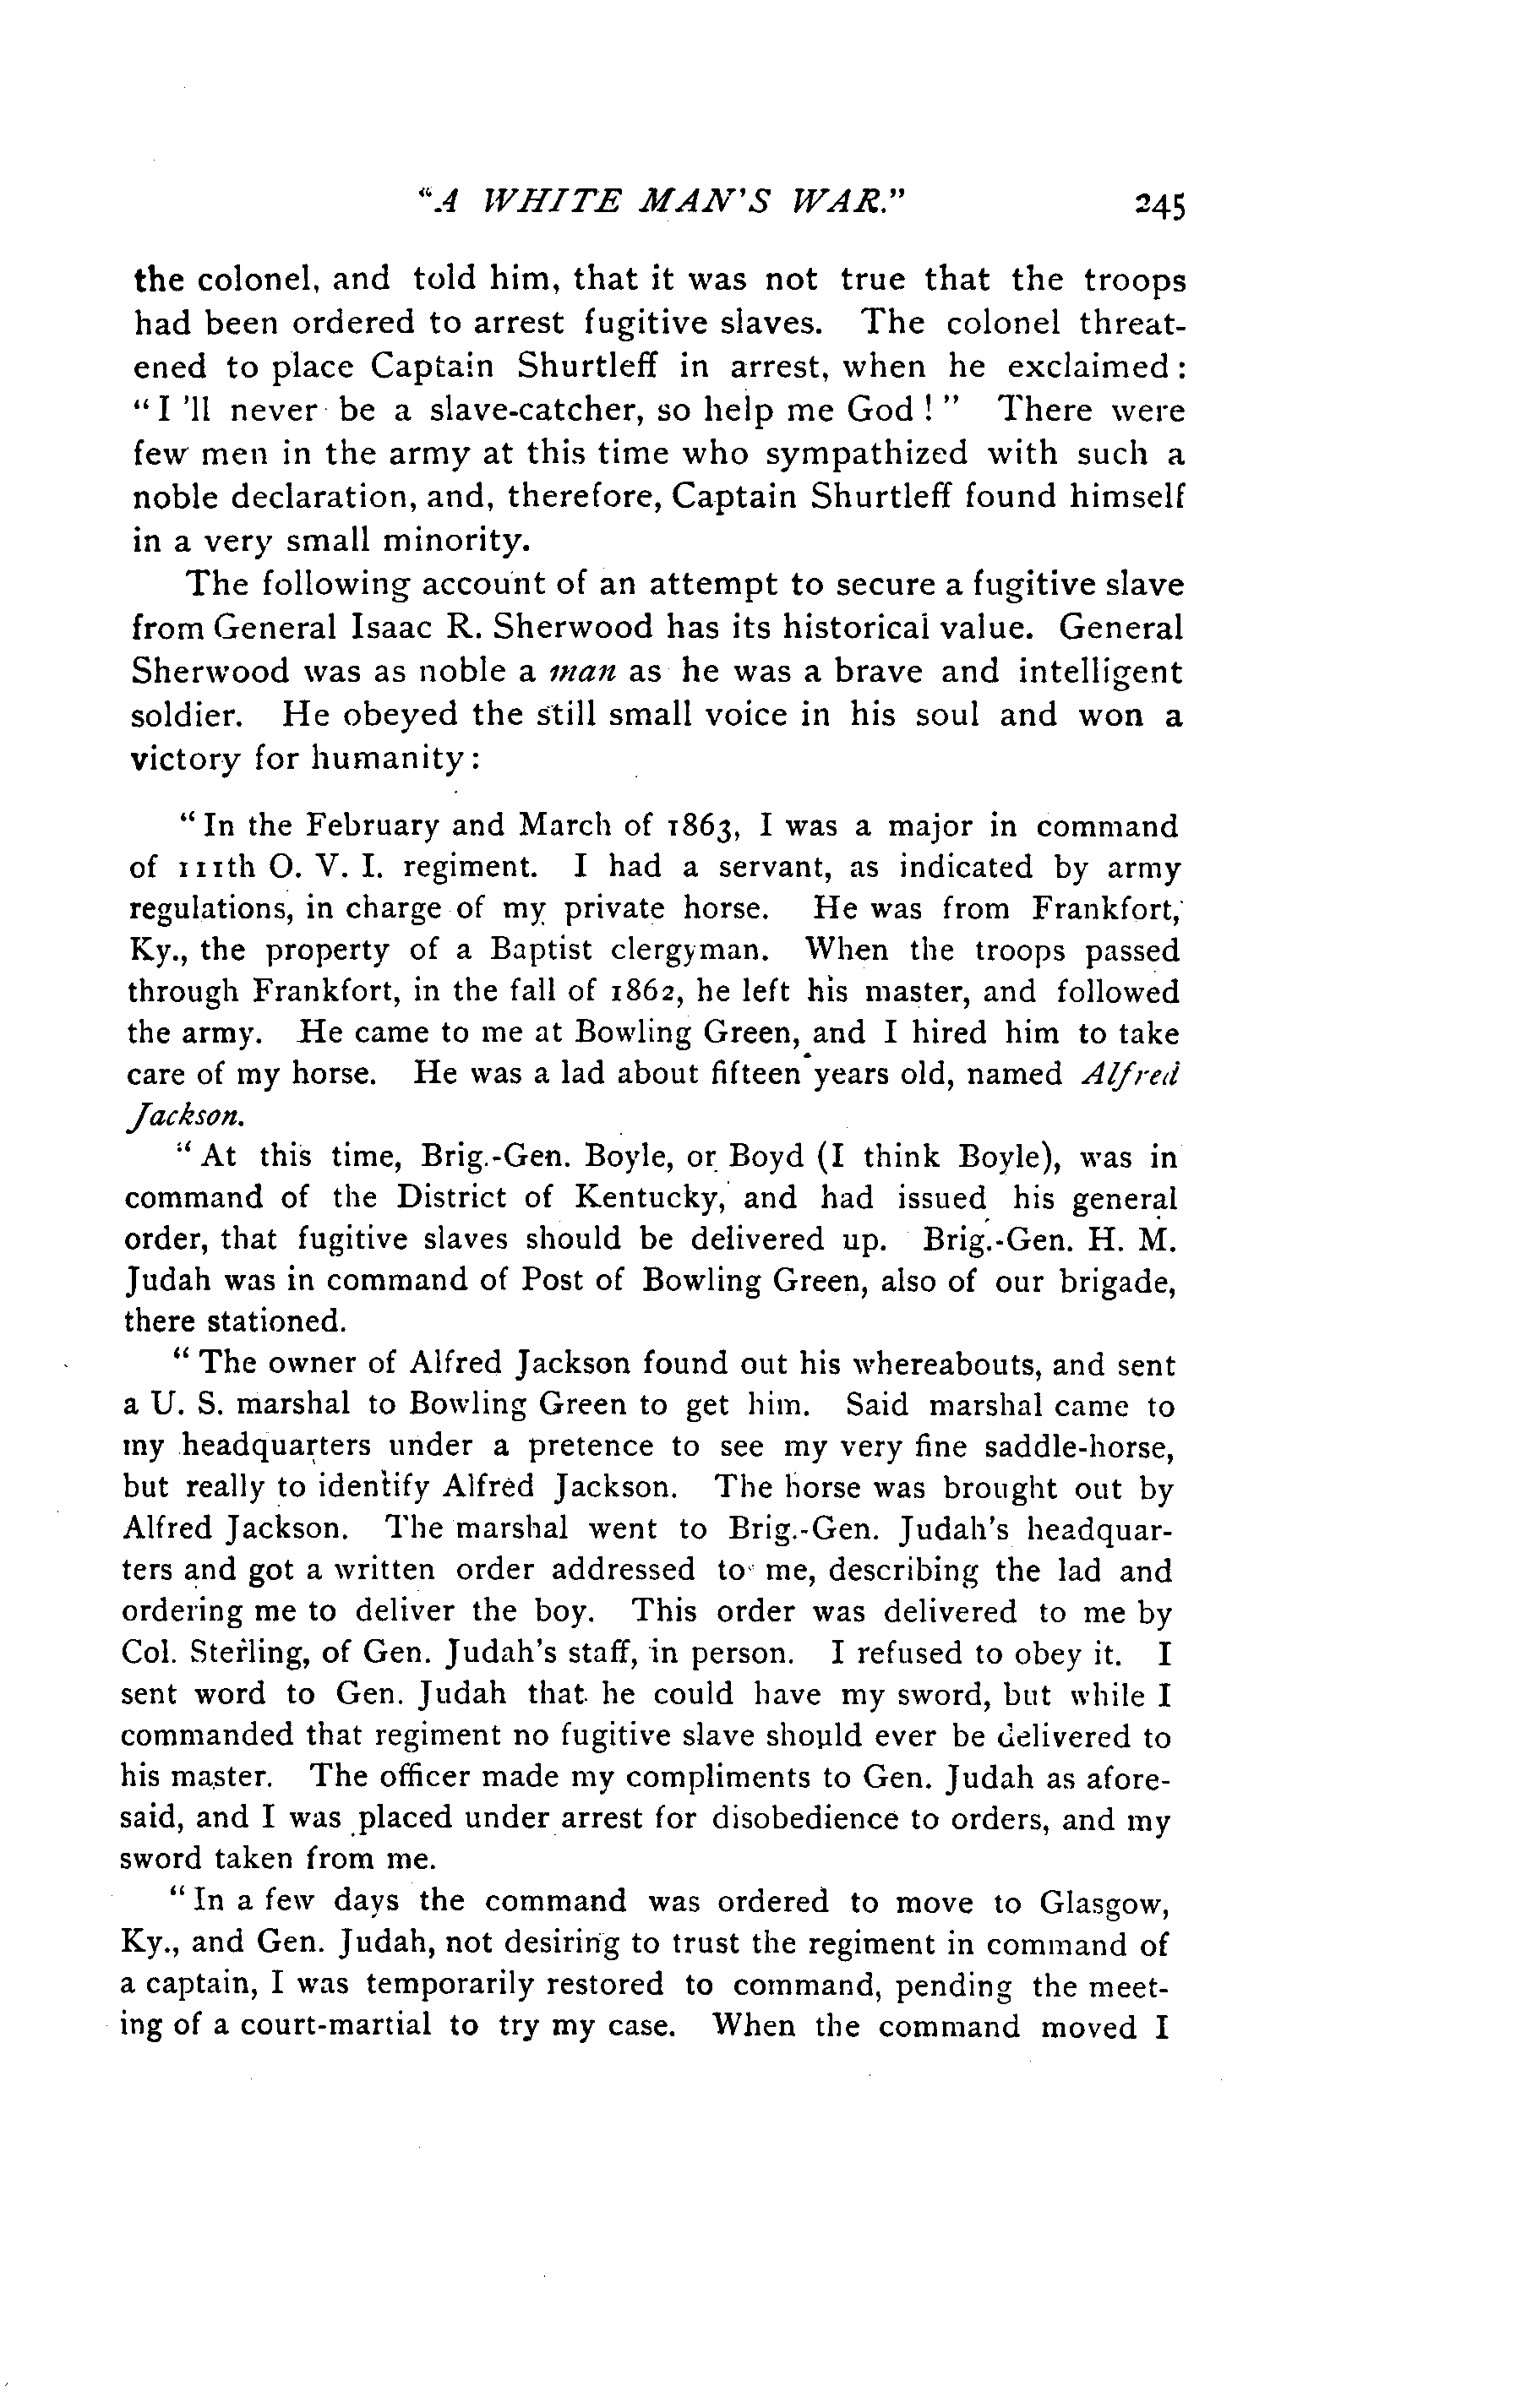 "A WHITE MAN'S WAR." 245
the colonel, and told him, that it was not true that the troops
had been ordered to arrest fugitive slaves. The colonel threat-
ened to place Captain Shurtleff in arrest, when he exclaimed:
"I 'll never be a slave-catcher, so help me God!" There were
few men in the army at this time who sympathized with such a
noble declaration, and, therefore, Captain Shurtleff found himself
in a very small minority.
The following account of an attempt to secure a fugitive slave
from General Isaac R. Sherwood has its historical value. General
Sherwood was as noble a man as he was a brave and intelligent
soldier. He obeyed the still small voice in his soul and won a
victory for humanity:
"In the February and March of 1863, I was a major in command
of 111th O. V. I. regiment. I had a servant, as indicated by army
regulations, in charge of my private horse. He was from Frankfort,
Ky., the property of a Baptist clergyman. When the troops passed
through Frankfort, in the fall of 1862, he left his master, and followed
the army. He came to me at Bowling Green, and I hired him to take
care of my horse. He was a lad about fifteen years old, named Alfred
Jackson.
"At this time, Brig.-Gen. Boyle, or Boyd (I think Boyle), was in
command of the District of Kentucky, and had issued his general
order, that fugitive slaves should be delivered up. Brig.-Gen. H. M.
Judah was in command of Post of Bowling Green, also of our brigade,
there stationed.
"The owner of Alfred Jackson found out his whereabouts, and sent
a U. S. marshal to Bowling Green to get him. Said marshal came to
my headquarters under a pretence to see my very fine saddle-horse,
but really to identify Alfred Jackson. The horse was brought out by
Alfred Jackson. The marshal went to Brig.-Gen. Judah's headquar-
ters and got a written order addressed to me, describing the lad and
ordering me to deliver the boy. This order was delivered to me by
Col. Sterling, of Gen. Judah's staff, in person. I refused to obey it. I
sent word to Gen. Judah that he could have my sword, but while I
commanded that regiment no fugitive slave should ever be delivered to
his master. The officer made my compliments to Gen. Judah as afore-
said, and I was placed under arrest for disobedience to orders, and my
sword taken from me.
"In a few days the command was ordered to move to Glasgow,
Ky., and Gen. Judah, not desiring to trust the regiment in command of
a captain, I was temporarily restored to command, pending the meet-
ing of a court-martial to try my case. When the command moved I